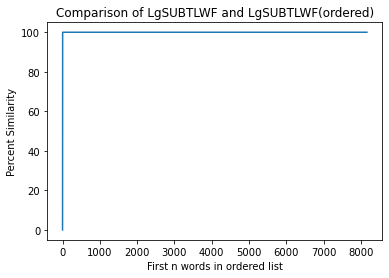 Comparison of LgSUBTLWF and LgSUBTLWF(ordered)
Percent Similarity
100
80
60
40
20
0
0 1000 2000 3000 4000 5000 6000 7000 8000
First n words in ordered list